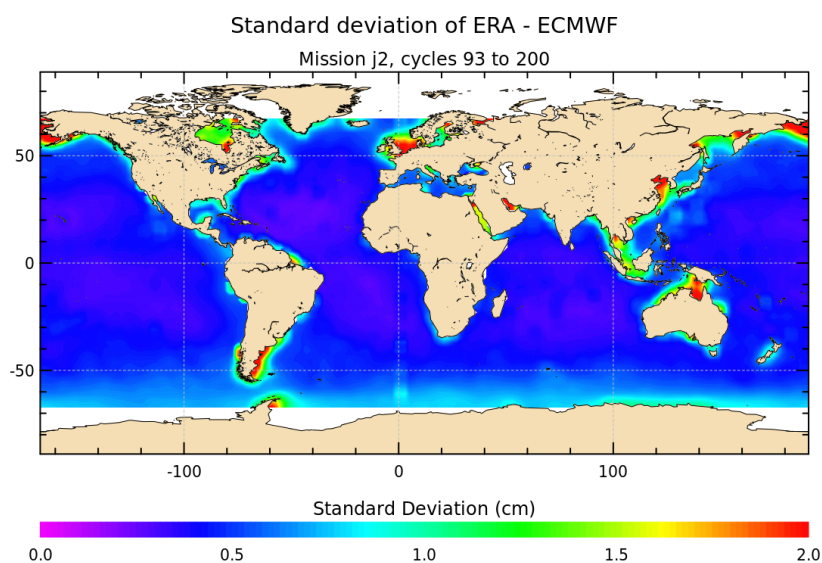 Standard deviation of ERA - ECMWF
Mission j2, cycles 93 to 200
50
0
-50
-100 0 100
Standard Deviation (cm)
0.0 0.5 1.0 1.5 2.0